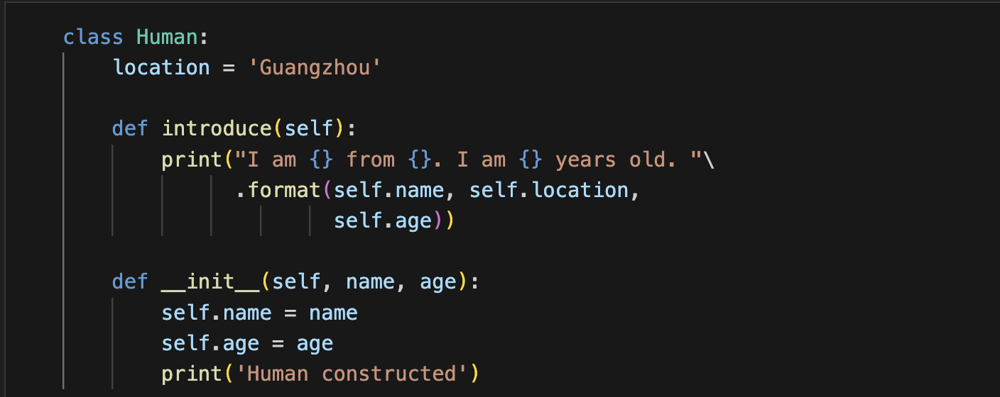 class Human:
    location = 'Guangzhou'

    def introduce(self):
        print("I am {} from {}. I am {} years old. "\
              .format(self.name, self.location,
                      self.age))

    def __init__(self, name, age):
        self.name = name
        self.age = age
        print('Human constructed')